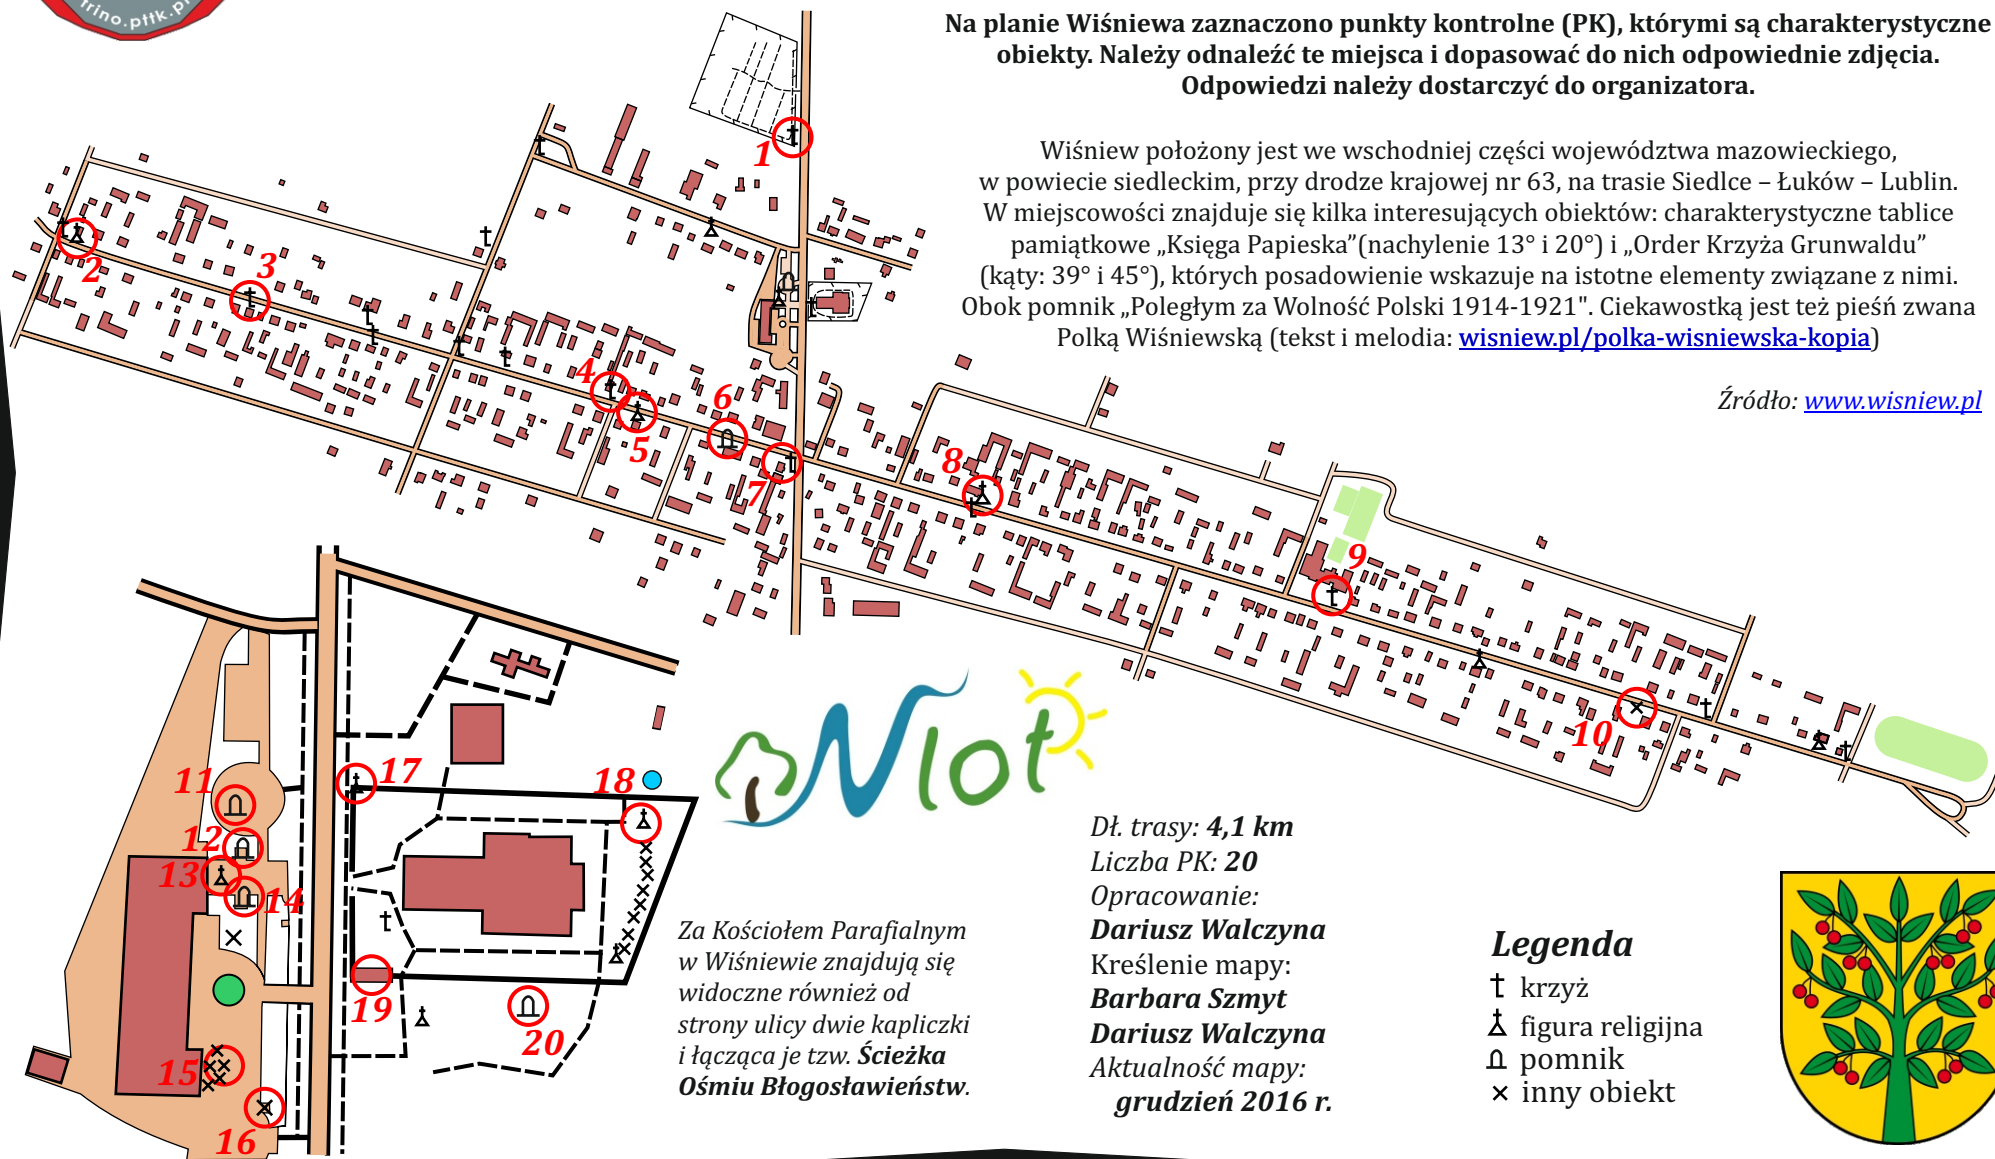 trino.pttk.pl
Na planie Wiśniewa zaznaczono punkty kontrolne (PK), którymi są charakterystyczne
obiekty. Należy odnaleźć te miejsca i dopasować do nich odpowiednie zdjęcia.
Odpowiedzi należy dostarczyć do organizatora.
Wiśniew położony jest we wschodniej części województwa mazowieckiego,
w powiecie siedleckim, przy drodze krajowej nr 63, na trasie Siedlce – Łuków – Lublin.
W miejscowości znajduje się kilka interesujących obiektów: charakterystyczne tablice
pamiątkowe „Księga Papieska”(nachylenie 13° i 20°) i „Order Krzyża Grunwaldu”
(kąty: 39° i 45°), których posadowienie wskazuje na istotne elementy związane z nimi.
Obok pomnik „Poległym za Wolność Polski 1914-1921". Ciekawostką jest też pieśń zwana
Polką Wiśniewską (tekst i melodia: wisniew.pl/polka-wisniewska-kopia)
Źródło: www.wisniew.pl
1
2
3
4
5
6
7
8
9
10
11
12
13
14
15
16
17
18
19
20
Wlot
Za Kościołem Parafialnym
w Wiśniewie znajdują się
widoczne również od
strony ulicy dwie kapliczki
i łącząca je tzw. Ścieżka
Ośmiu Błogosławieństw.
Dł. trasy: 4,1 km
Liczba PK: 20
Opracowanie:
Dariusz Walczyna
Kreślenie mapy:
Barbara Szmyt
Dariusz Walczyna
Aktualność mapy:
grudzień 2016 r.
Legenda
krzyż
figura religijna
pomnik
inny obiekt